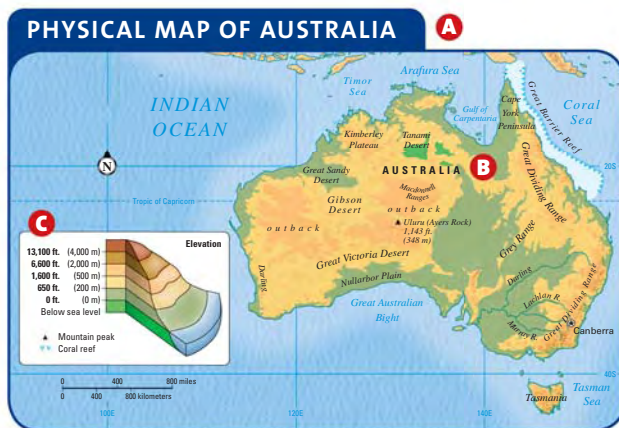 PHYSICAL MAP OF AUSTRALIA
A
Arafura Sea
Timor
Sea
INDIAN
OCEAN
Gulf of
Carpentaria
Cape
York
Peninsula
Great Barrier Reef
Coral
Sea
Kimberley
Plateau
Tanami
Desert
N
20S
Great Sandy
Desert
AUSTRALIA
B
Great Dividing Range
Macdonnell
Ranges
Tropic of Capricorn
Gibson
Desert
outback
outback
Uluru (Ayers Rock)
1,143 ft.
(348 m)
Grey Range
Great Victoria Desert
Nullarbor Plain
Darling
Darling
Lachlan R.
Great Dividing Range
Murray R.
Canberra
Great Australian
Bight
C
Elevation
13,100 ft. (4,000 m)
6,600 ft. (2,000 m)
1,600 ft. (500 m)
650 ft. (200 m)
0 ft. (0 m)
Below sea level
Mountain peak
Coral reef
0 400 800 miles
0 400 800 kilometers
40S
Tasmania
Tasman
Sea
100E
120E
140E